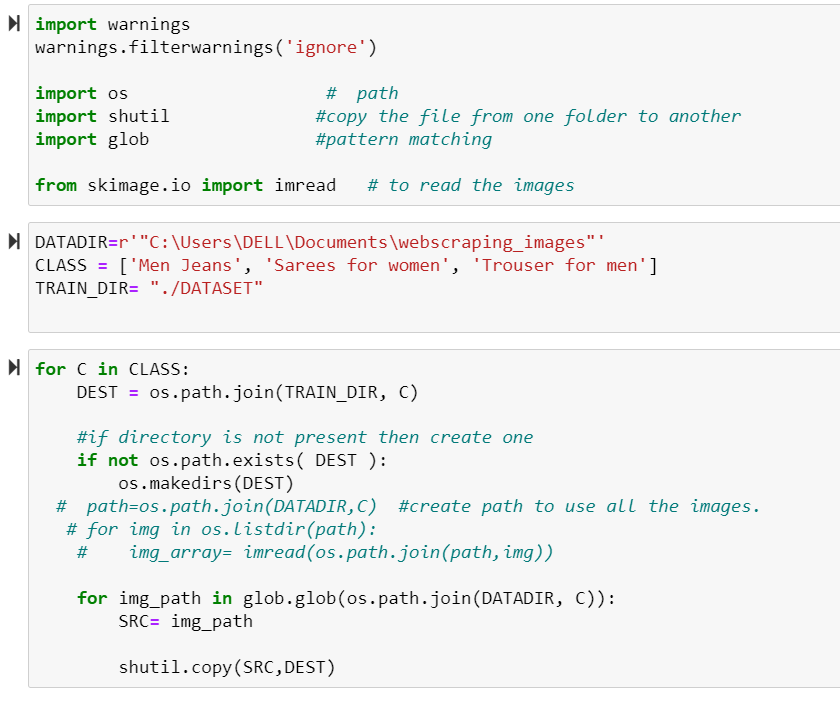 import warnings
warnings.filterwarnings('ignore')
import os # path
import shutil #copy the file from one folder to another
import glob #pattern matching
from skimage.io import imread # to read the images
DATADIR=r'"C:\Users\DELL\Documents\webscraping_images"'
CLASS = ['Men Jeans', 'Sarees for women', 'Trouser for men']
TRAIN_DIR= "./DATASET"
for C in CLASS:
    DEST = os.path.join(TRAIN_DIR, C)
    #if directory is not present then create one
    if not os.path.exists( DEST ):
        os.makedirs(DEST)
  #  path=os.path.join(DATADIR,C)  #create path to use all the images.
   # for img in os.listdir(path):
    #    img_array= imread(os.path.join(path,img))
    for img_path in glob.glob(os.path.join(DATADIR, C)):
        SRC= img_path
        shutil.copy(SRC,DEST)